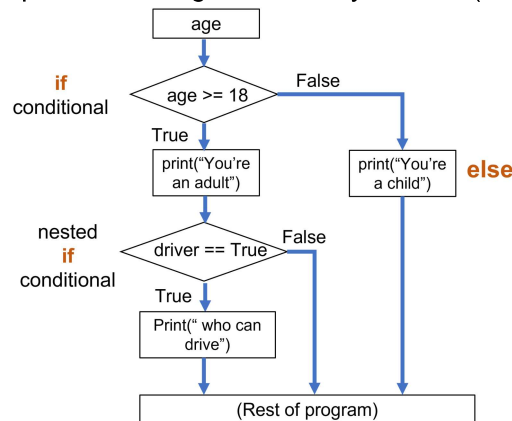 age
if
conditional
age >= 18
False
True
print("You're
an adult")
print("You're
a child")
else
nested
if
conditional
driver == True
False
True
Print(" who can
drive")
(Rest of program)